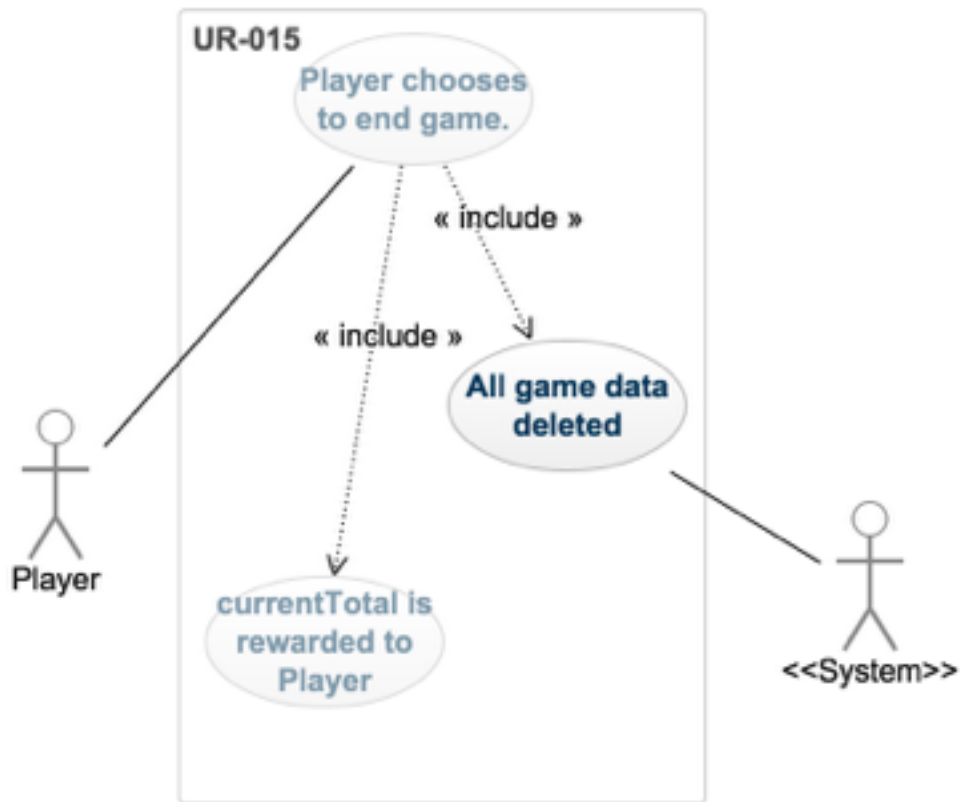 UR-015
Player chooses
to end game.
« include »
« include »
All game data
deleted
Player
currentTotal is
rewarded to
Player
<<System>>